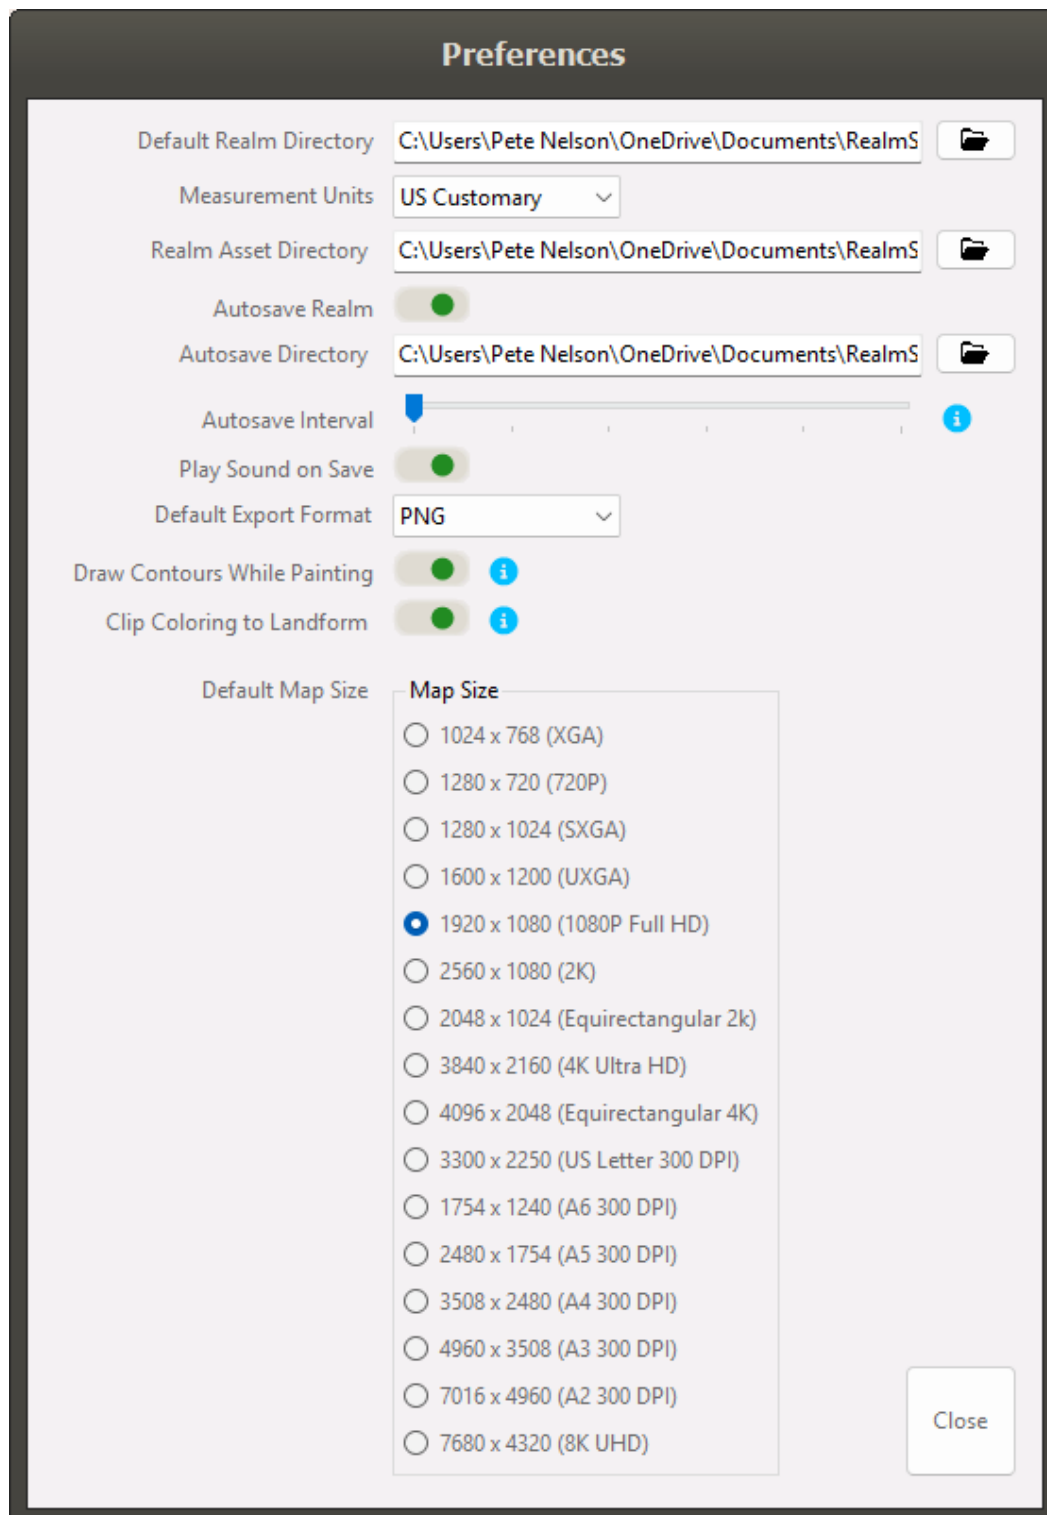 Preferences
Default Realm Directory C:\Users\Pete Nelson\OneDrive\Documents\RealmS
Measurement Units US Customary
Realm Asset Directory C:\Users\Pete Nelson\OneDrive\Documents\RealmS
Autosave Realm
Autosave Directory C:\Users\Pete Nelson\OneDrive\Documents\RealmS
Autosave Interval
Play Sound on Save
Default Export Format PNG
Draw Contours While Painting
Clip Coloring to Landform
Default Map Size Map Size
1024 x 768 (XGA)
1280 x 720 (720P)
1280 x 1024 (SXGA)
1600 x 1200 (UXGA)
1920 x 1080 (1080P Full HD)
2560 x 1080 (2K)
2048 x 1024 (Equirectangular 2k)
3840 x 2160 (4K Ultra HD)
4096 x 2048 (Equirectangular 4K)
3300 x 2250 (US Letter 300 DPI)
1754 x 1240 (A6 300 DPI)
2480 x 1754 (A5 300 DPI)
3508 x 2480 (A4 300 DPI)
4960 x 3508 (A3 300 DPI)
7016 x 4960 (A2 300 DPI)
7680 x 4320 (8K UHD)
Close